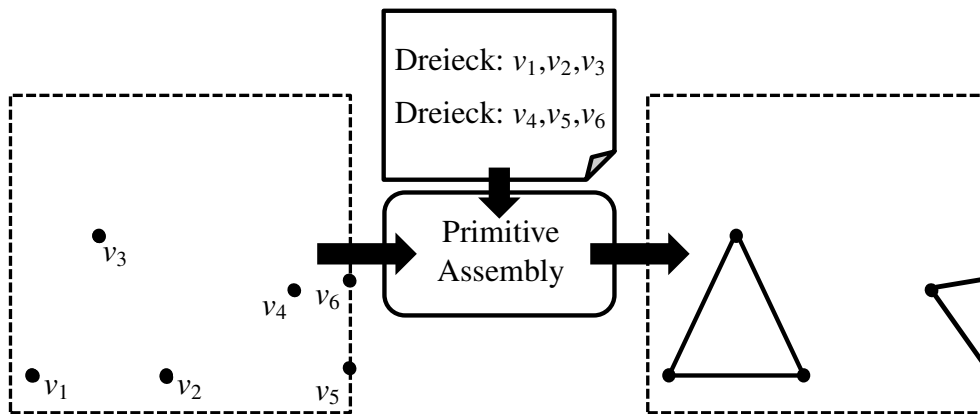 Dreieck: v₁,v₂,v₃
Dreieck: v₄,v₅,v₆
Primitive
Assembly
v₃
v₄
v₆
v₁
v₂
v₅